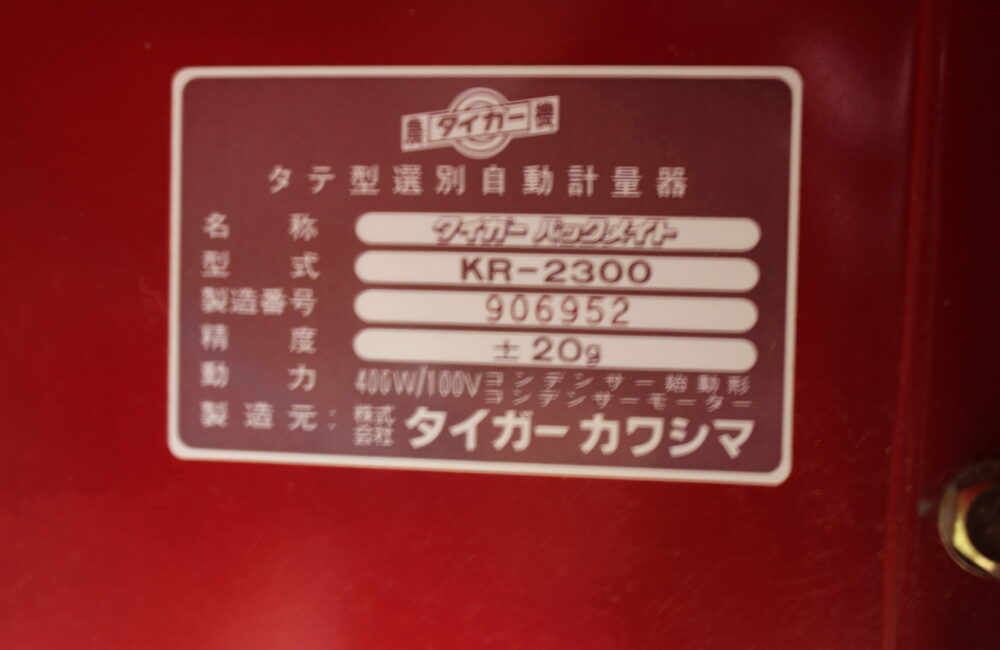 農 タイガー 機
タテ型選別自動計量器
名称 タイガーパックメイト
型式 KR-2300
製造番号 906952
精度 ±20g
動力 400W/100V コンデンサー始動形
コンデンサーモーター
製造元 株式会社 タイガーカワシマ